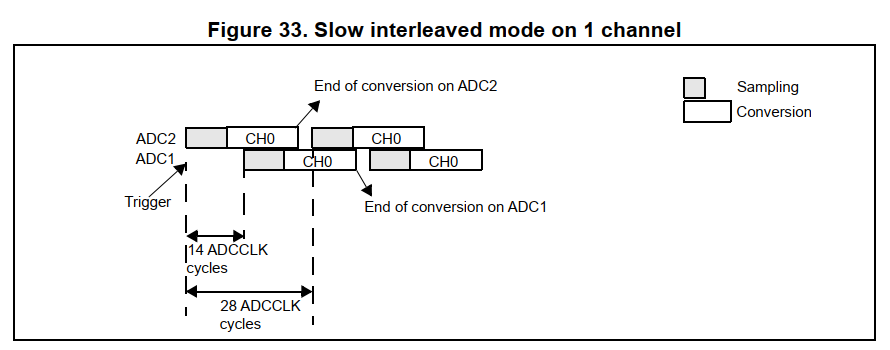 Figure 33. Slow interleaved mode on 1 channel
End of conversion on ADC2
Sampling
Conversion
ADC2
CH0
CH0
ADC1
CH0
CH0
Trigger
End of conversion on ADC1
14 ADCCLK
cycles
28 ADCCLK
cycles